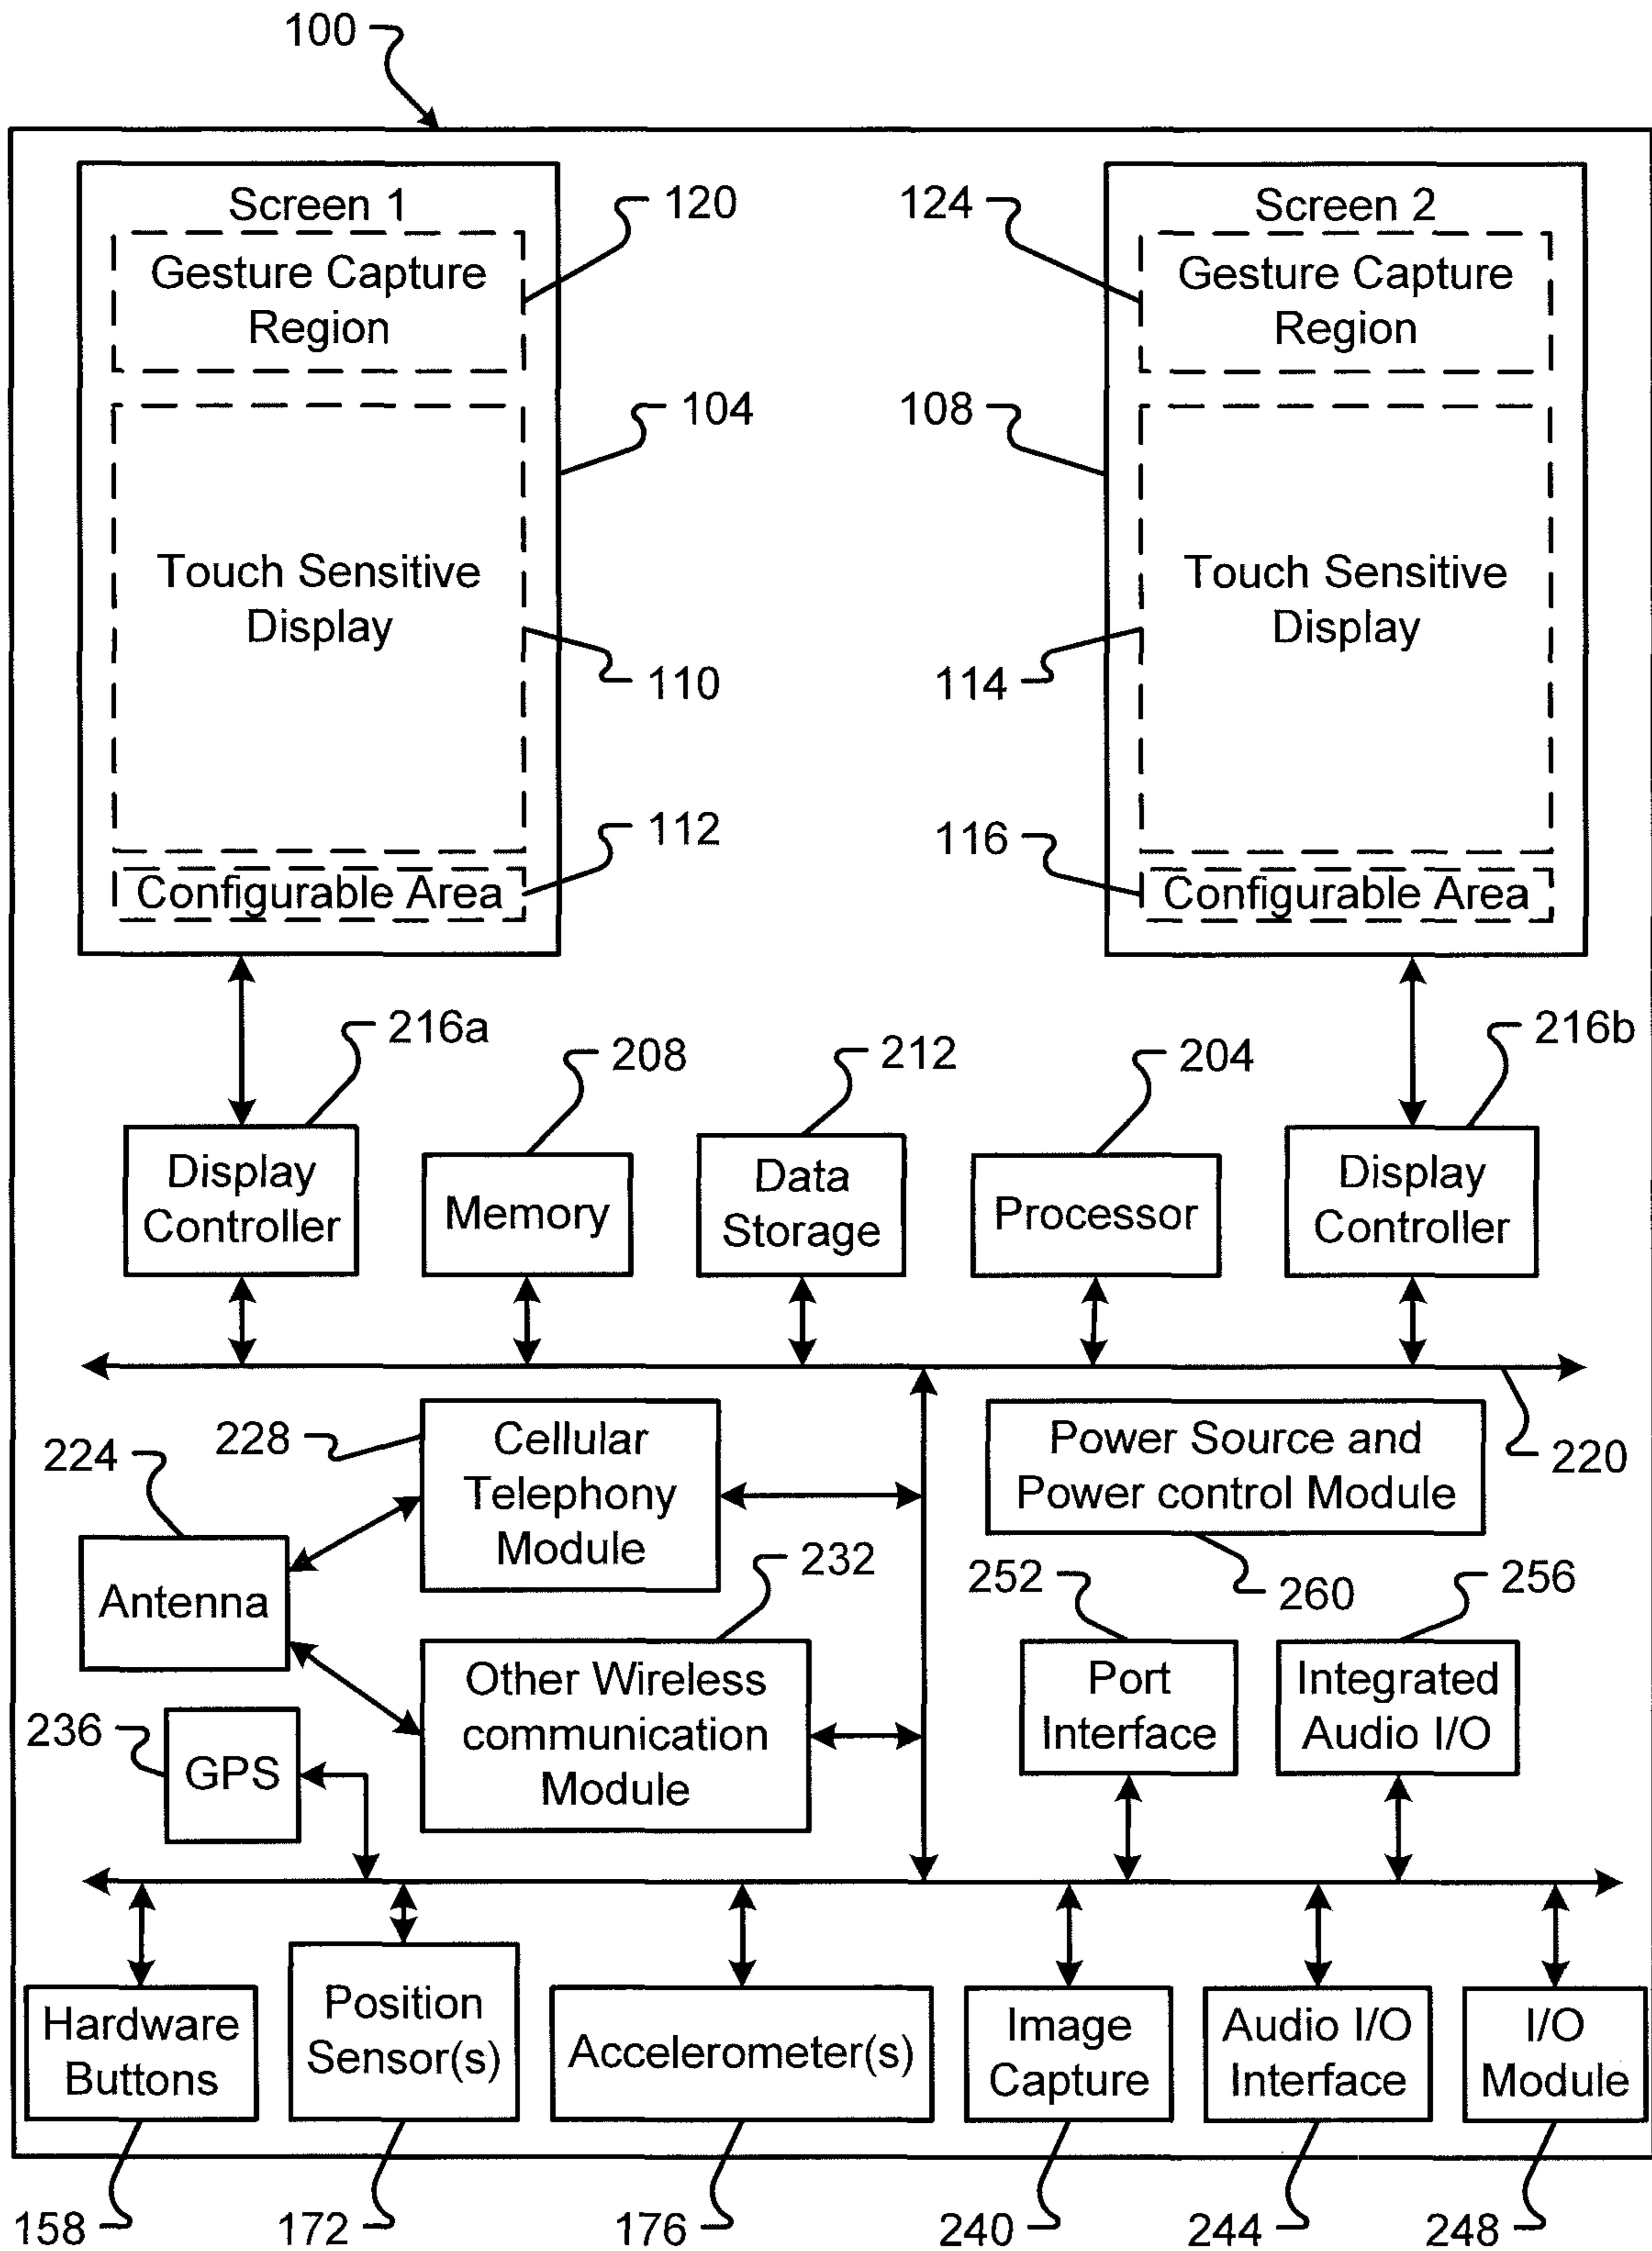 100
Screen 1
120
124
Screen 2
Gesture Capture
Region
Gesture Capture
Region
104
108
Touch Sensitive
Display
Touch Sensitive
Display
110
114
112
116
Configurable Area
Configurable Area
216a
208
212
204
216b
Display
Controller
Memory
Data
Storage
Processor
Display
Controller
228
Cellular
Telephony
Module
Power Source and
Power control Module
220
224
Antenna
232
252
260
256
Other Wireless
communication
Module
Port
Interface
Integrated
Audio I/O
236
GPS
Hardware
Buttons
Position
Sensor(s)
Accelerometer(s)
Image
Capture
Audio I/O
Interface
I/O
Module
158
172
176
240
244
248